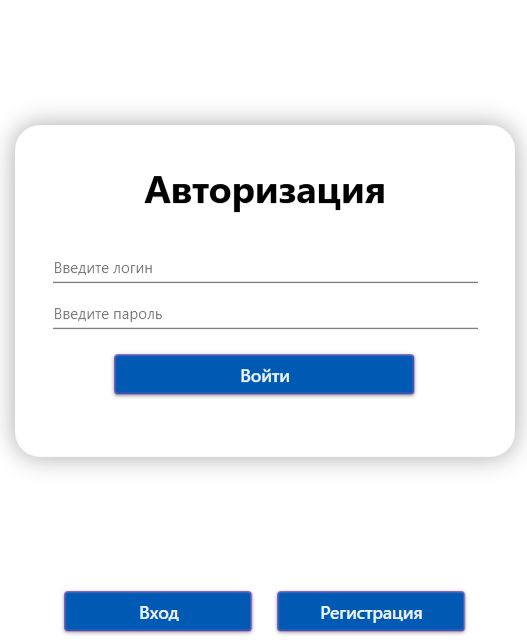 Авторизация
Введите логин
Введите пароль
Войти
Вход Регистрация